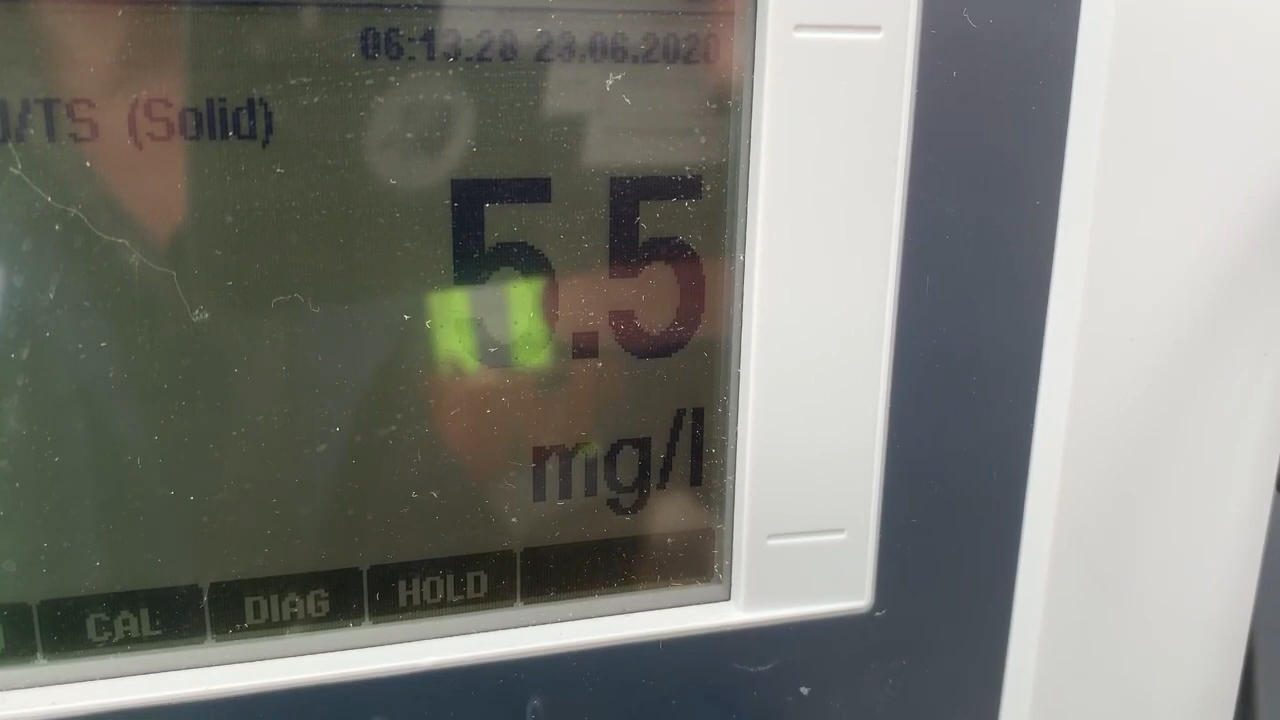 06:13:28 23.06.2020
/TS (Solid)
5.5
mg/l
CAL DIAG HOLD